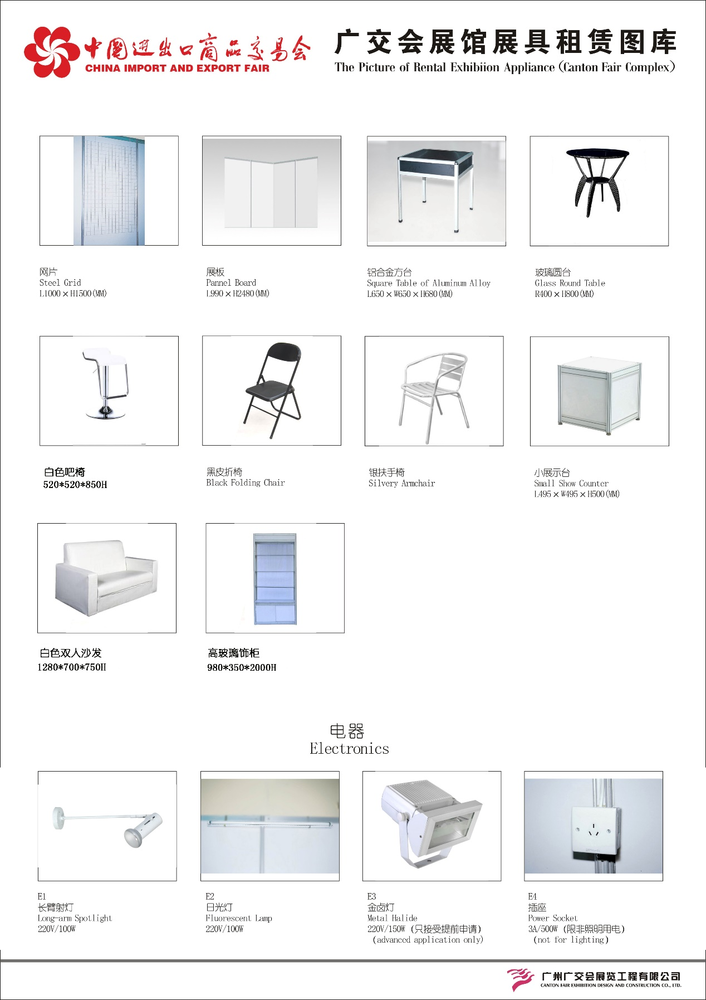 中国进出口商品交易会
CHINA IMPORT AND EXPORT FAIR
广交会展馆展具租赁图库
The Picture of Rental Exhibiion Appliance (Canton Fair Complex)
网片
Steel Grid
L1000×H1500(MM)
展板
Pannel Board
L990×H2480(MM)
铝合金方台
Square Table of Aluminum Alloy
L650×W650×H680(MM)
玻璃圆台
Glass Round Table
R400×H800(MM)
白色吧椅
520*520*850H
黑皮折椅
Black Folding Chair
银扶手椅
Silvery Armchair
小展示台
Small Show Counter
L495×W495×H500(MM)
白色双人沙发
1280*700*750H
高玻璃饰柜
980*350*2000H
电器
Electronics
E1
长臂射灯
Long-arm Spotlight
220V/100W
E2
日光灯
Fluorescent Lamp
220V/100W
E3
金卤灯
Metal Halide
220V/150W（只接受提前申请）
（advanced application only）
E4
插座
Power Socket
3A/500W（限非照明用电）
（not for lighting）
广州广交会展览工程有限公司
CANTON FAIR EXHIBITION DESIGN AND CONSTRUCTION CO., LTD.